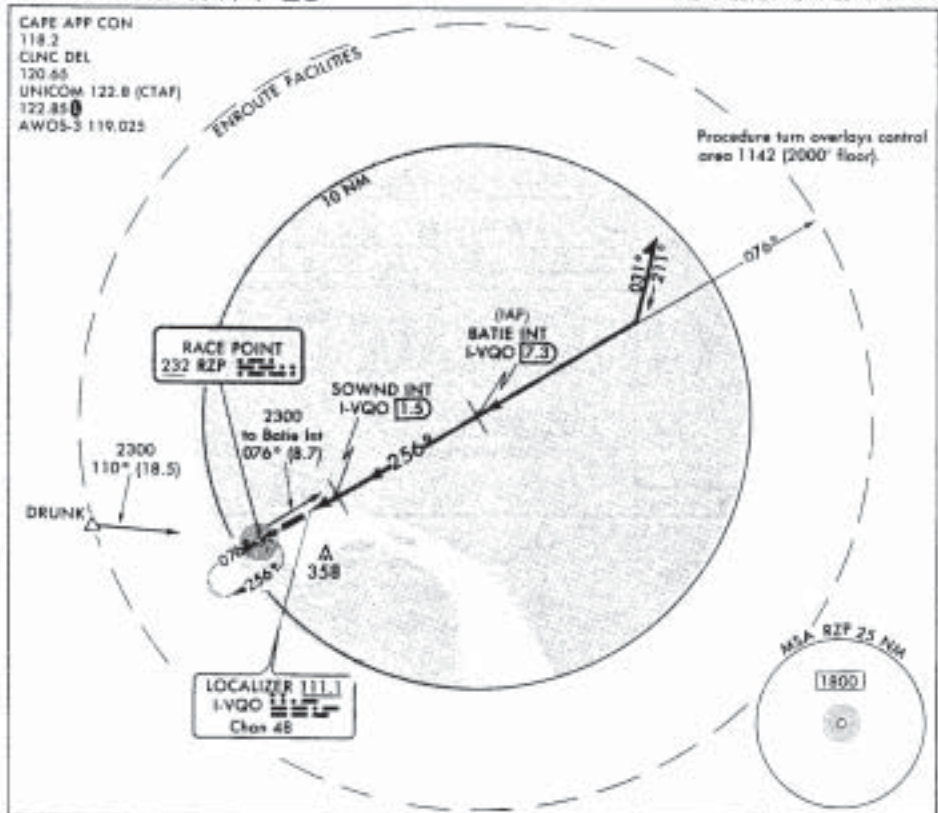 CAPE APP CON
118.2
CLNC DEL
120.65
UNICOM 122.8 (CTAF)
122.85
AWOS-3 119.025
ENROUTE FACILITIES
Procedure turn overlays control
area 1142 (2000' floor).
10 NM
076°
031°
211°
(IAF)
BATIE INT
I-VQO 7.3
RACE POINT
232 RZP
SOWND INT
I-VQO 1.5
2300
to Batie Int
076° (8.7)
256°
2300
110° (18.5)
DRUNK
076°
256°
358
LOCALIZER 111.1
I-VQO
Chan 48
MSA RZP 25 NM
1800